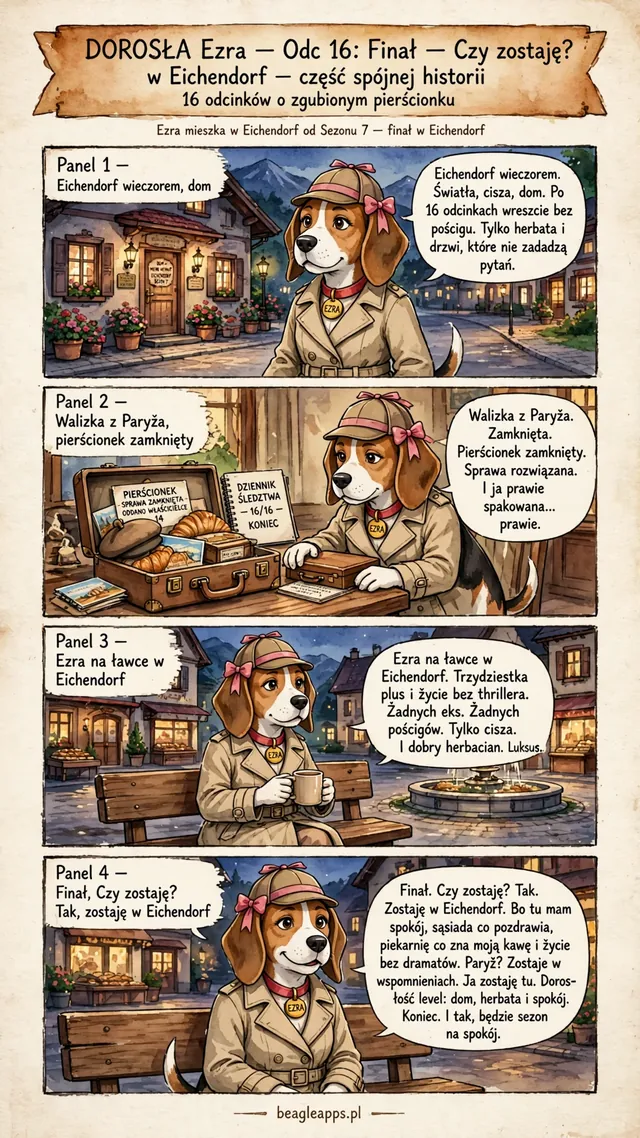 DOROSŁA Ezra — Odc 16: Finał — Czy zostaję?
w Eichendorf — część spójnej historii
16 odcinków o zgubionym pierścionku
Ezra mieszka w Eichendorf od Sezonu 7 — finał w Eichendorf
Panel 1 —
Eichendorf wieczorem, dom
Eichendorf wieczorem.
Światła, cisza, dom. Po
16 odcinkach wreszcie bez
pościgu. Tylko herbata i
drzwi, które nie zadadzą
pytań.
EZRA
Panel 2 —
Walizka z Paryža,
pierścionek zamknięty
PIERŚCIONEK
- SPRAWA ZAMKNIĘTA -
ODDANO WŁAŚCICIELCE
14
DZIENNIK
ŚLEDZTWA
— 16/16 —
KONIEC
EZRA
Walizka z Paryża.
Zamknięta.
Pierścionek zamknięty.
Sprawa rozwiązana.
I ja prawie
spakowana...
prawie.
Panel 3 —
Ezra na ławce w
Eichendorf
EZRA
Ezra na ławce w
Eichendorf. Trzydziestka
plus i życie bez thrillera.
Żadnych eks. Żadnych
pościgów. Tylko cisza.
I dobry herbacian. Luksus.
Panel 4 —
Finał, Czy zostaję?
Tak, zostaję w Eichendorf
EZRA
Finał. Czy zostaję? Tak.
Zostaję w Eichendorf. Bo tu mam
spokój, sąsiada co pozdrawia,
piekarnię co zna moją kawę i życie
bez dramatów. Paryż? Zostaje w
wspomnieniach. Ja zostaję tu. Doros-
łość level: dom, herbata i spokój.
Koniec. I tak, będzie sezon
na spokój.
beagleapps.pl